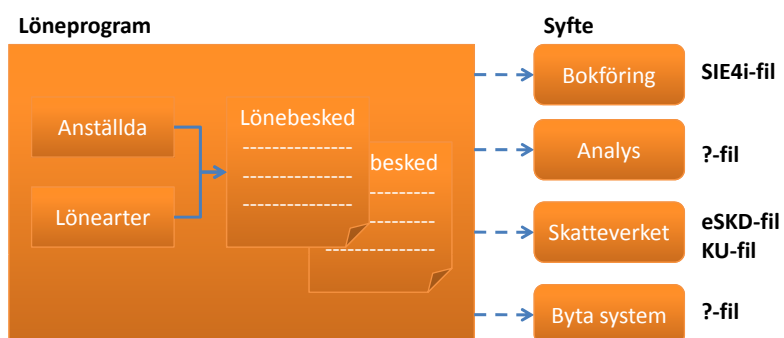 Löneprogram
Syfte
Anställda
Lönearter
Lönebesked
---------------
---------------
---------------
besked
---------------
---------------
Bokföring
SIE4i-fil
Analys
?-fil
Skatteverket
eSKD-fil
KU-fil
Byta system
?-fil